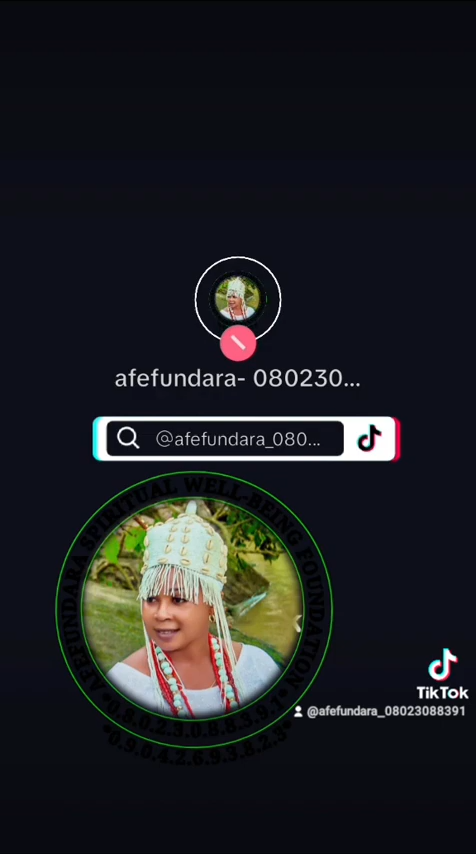 afefundara- 080230...
@afefundara_080...
AFEFUNDARA SPIRITUAL WELL-BEING FOUNDATION
•0.8.0.2.3.0.8.8.3.9.1•
•0.9.0.4.2.6.9.3.8.2.3•
TikTok
@afefundara_08023088391